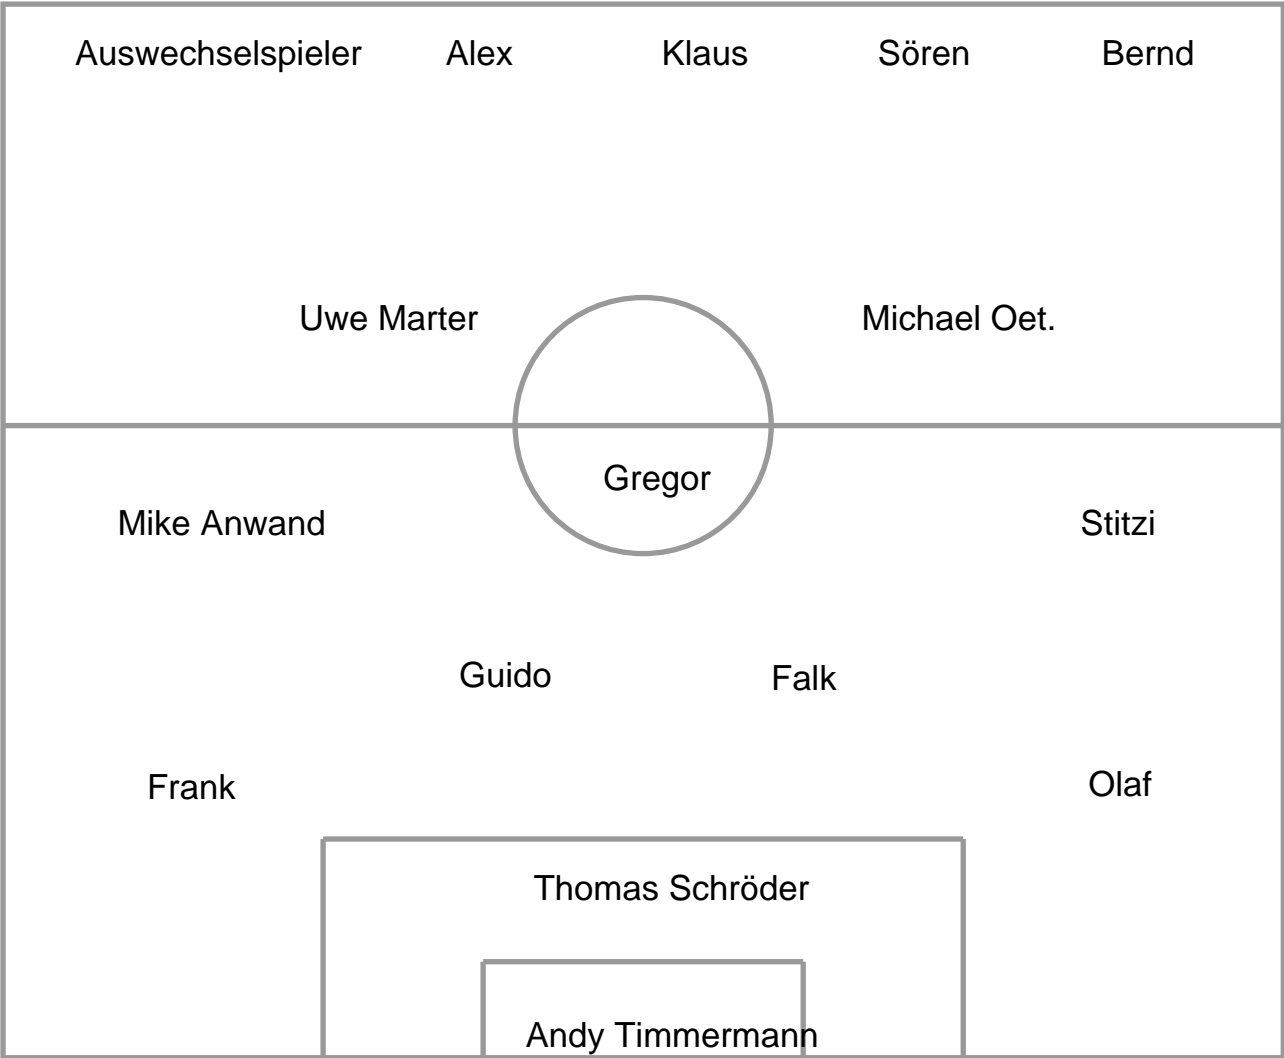 Auswechselspieler Alex Klaus Sören Bernd
Uwe Marter Michael Oet.
Gregor
Mike Anwand Stitzi
Guido Falk
Frank Olaf
Thomas Schröder
Andy Timmermann